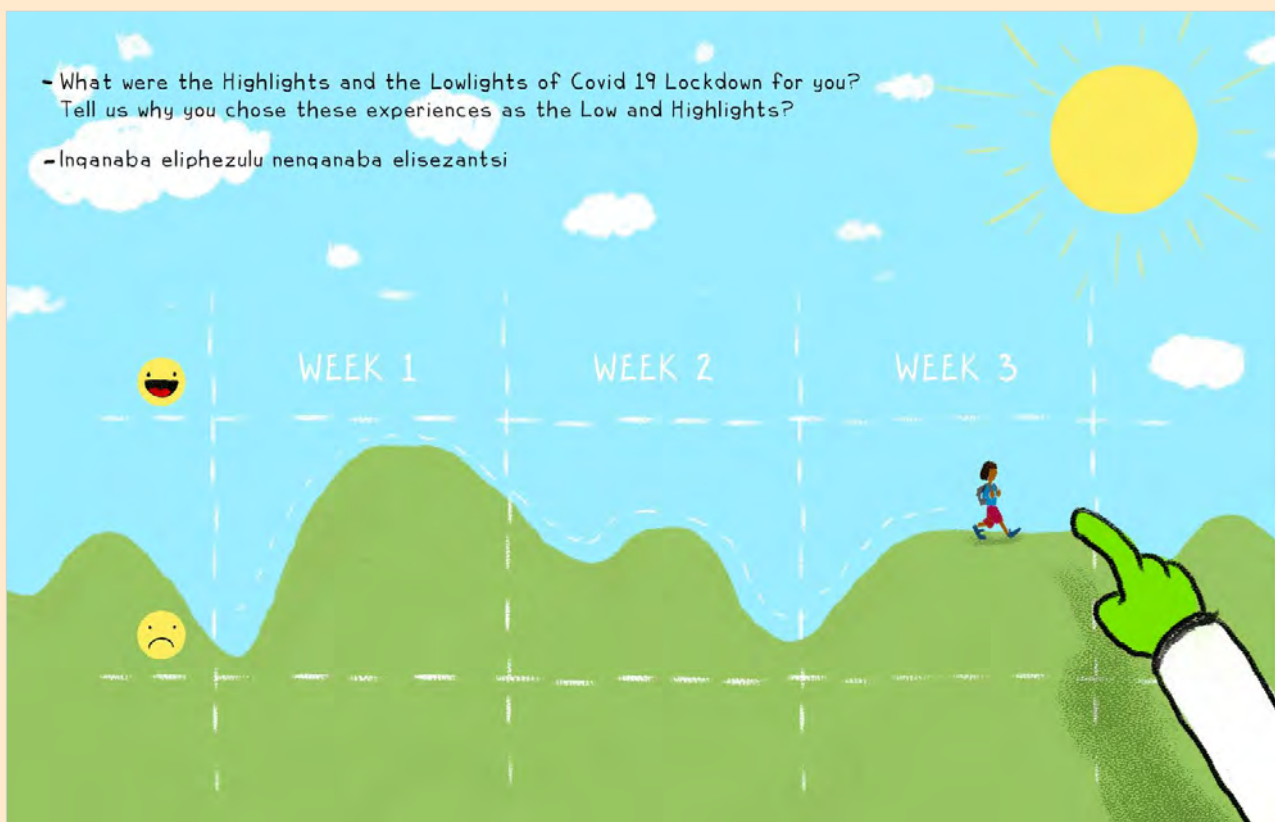 - What were the Highlights and the Lowlights of Covid 19 Lockdown for you?
Tell us why you chose these experiences as the Low and Highlights?
- Inqanaba eliphezulu nenqanaba elisezantsi
WEEK 1 WEEK 2 WEEK 3